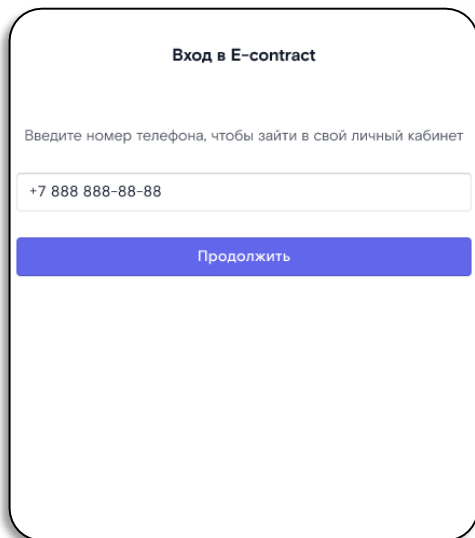 Вход в E-contract
Введите номер телефона, чтобы зайти в свой личный кабинет
+7 888 888-88-88
Продолжить